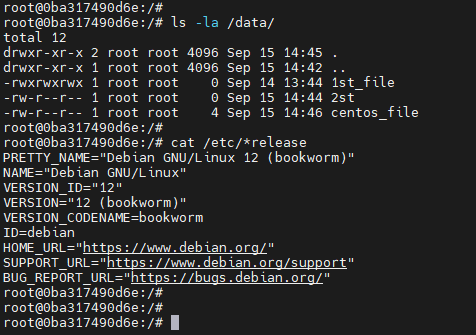 root@0ba317490d6e:/#
root@0ba317490d6e:/# ls -la /data/
total 12
drwxr-xr-x 2 root root 4096 Sep 15 14:45 .
drwxr-xr-x 1 root root 4096 Sep 15 14:42 ..
-rwxrwxrwx 1 root root    0 Sep 14 13:44 1st_file
-rw-r--r-- 1 root root    0 Sep 15 14:44 2st
-rw-r--r-- 1 root root    4 Sep 15 14:46 centos_file
root@0ba317490d6e:/#
root@0ba317490d6e:/# cat /etc/*release
PRETTY_NAME="Debian GNU/Linux 12 (bookworm)"
NAME="Debian GNU/Linux"
VERSION_ID="12"
VERSION="12 (bookworm)"
VERSION_CODENAME=bookworm
ID=debian
HOME_URL="https://www.debian.org/"
SUPPORT_URL="https://www.debian.org/support"
BUG_REPORT_URL="https://bugs.debian.org/"
root@0ba317490d6e:/#
root@0ba317490d6e:/#
root@0ba317490d6e:/#